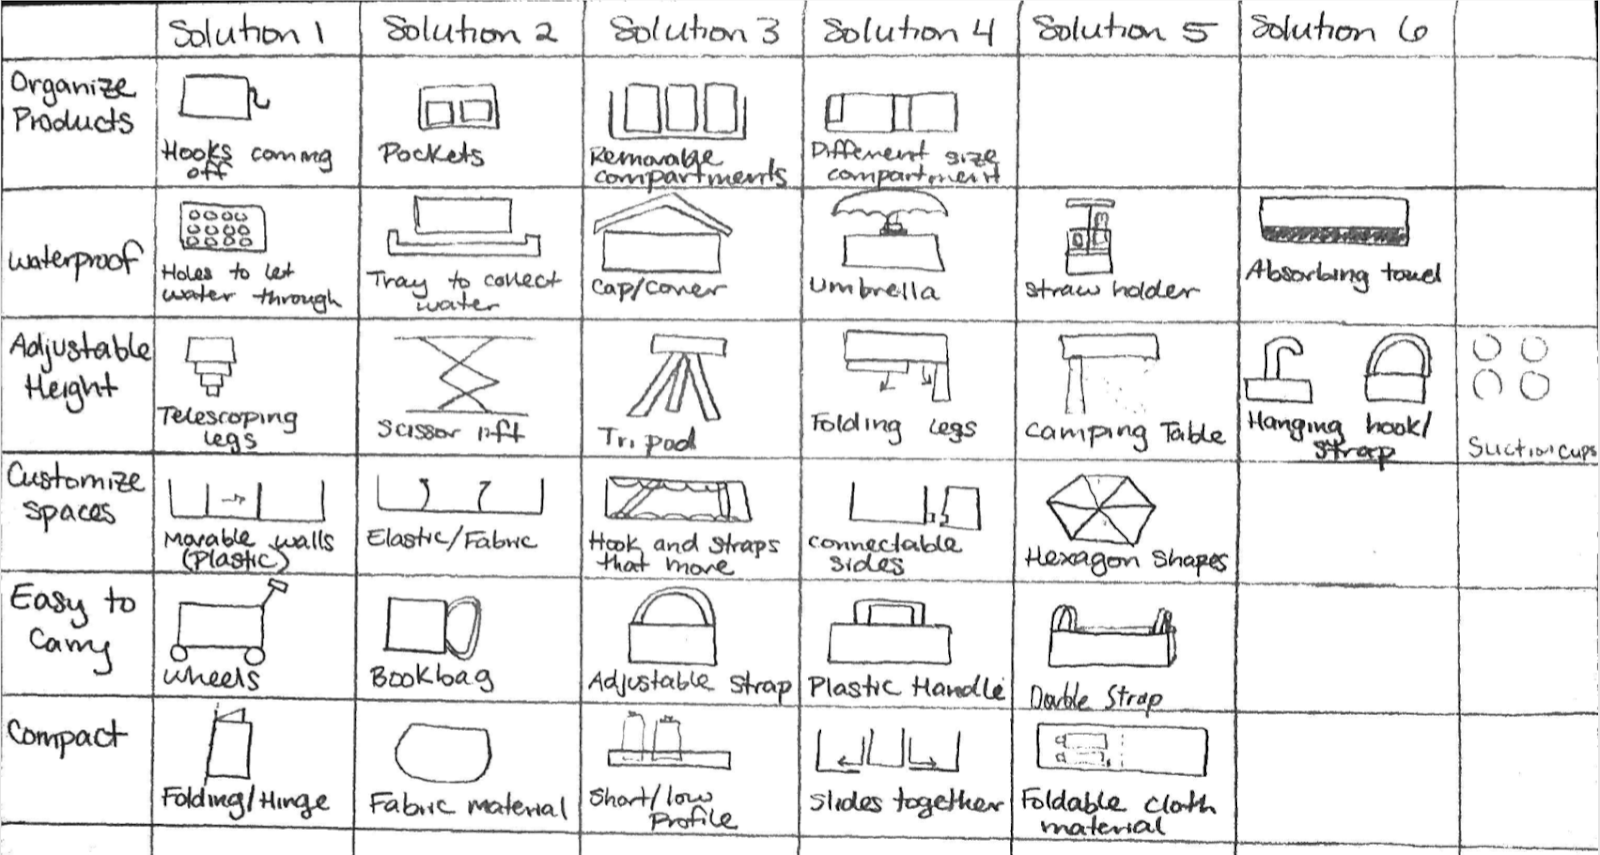 Solution 1 Solution 2 Solution 3 Solution 4 Solution 5 Solution 6
Organize
Products
Hooks coming
off
Pockets
Removable
compartments
Different size
compartment
Waterproof
Holes to let
water through
Tray to collect
water
Cap/cover
Umbrella
Straw holder
Absorbing towel
Adjustable
Height
Telescoping
legs
Scissor lift
Tripod
Folding legs
Camping Table
Hanging hook/
strap
Suction cups
Customize
spaces
Movable walls
(Plastic)
Elastic/Fabric
Hook and straps
that move
connectable
sides
Hexagon Shapes
Easy to
Carry
Wheels
Bookbag
Adjustable strap
Plastic Handle
Double Strap
Compact
Folding/Hinge
Fabric material
Short/low
Profile
Slides together
Foldable cloth
material